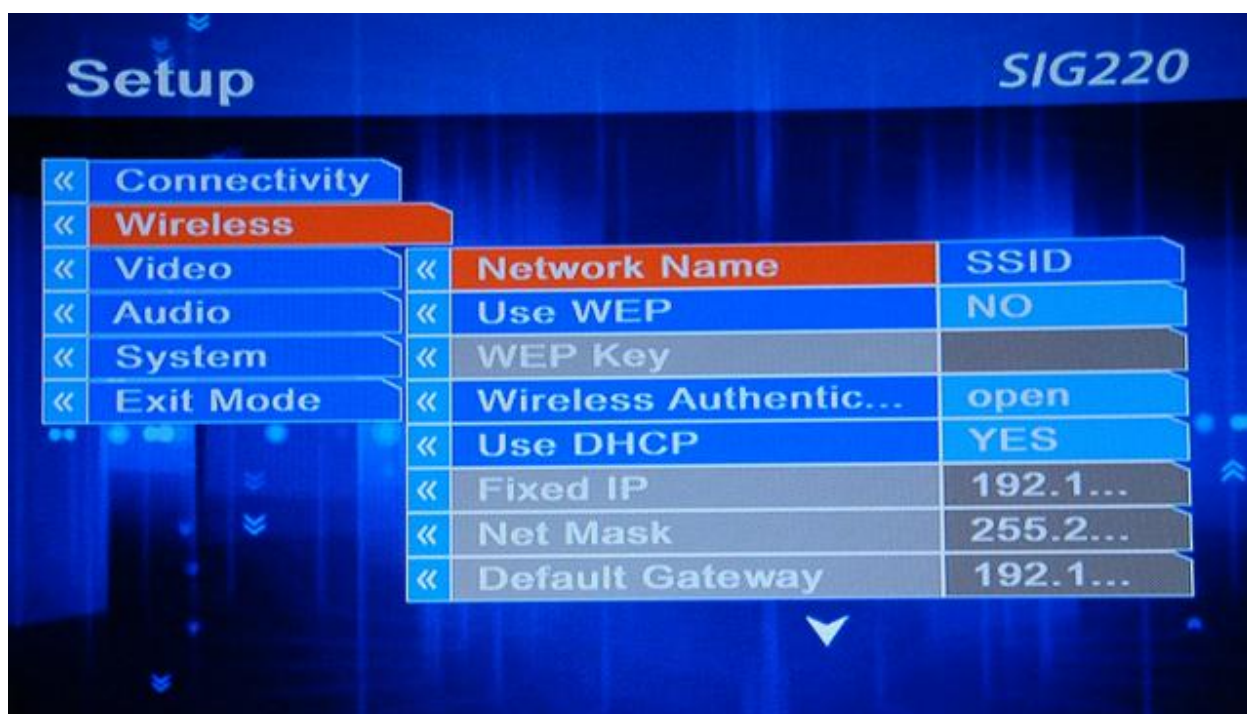 Setup
SIG220
Connectivity
Wireless
Video
Audio
System
Exit Mode
Network Name SSID
Use WEP NO
WEP Key
Wireless Authentic... open
Use DHCP YES
Fixed IP 192.1...
Net Mask 255.2...
Default Gateway 192.1...